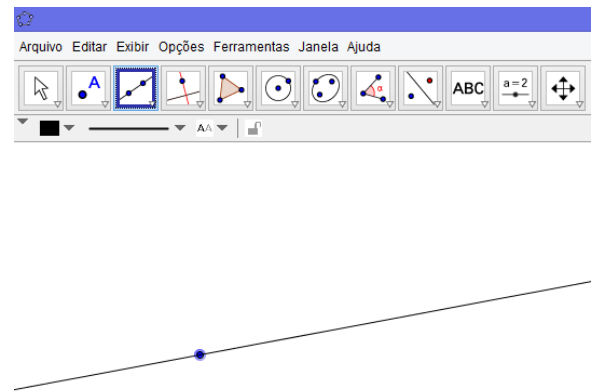 Arquivo Editar Exibir Opções Ferramentas Janela Ajuda
A α ABC a=2
AA